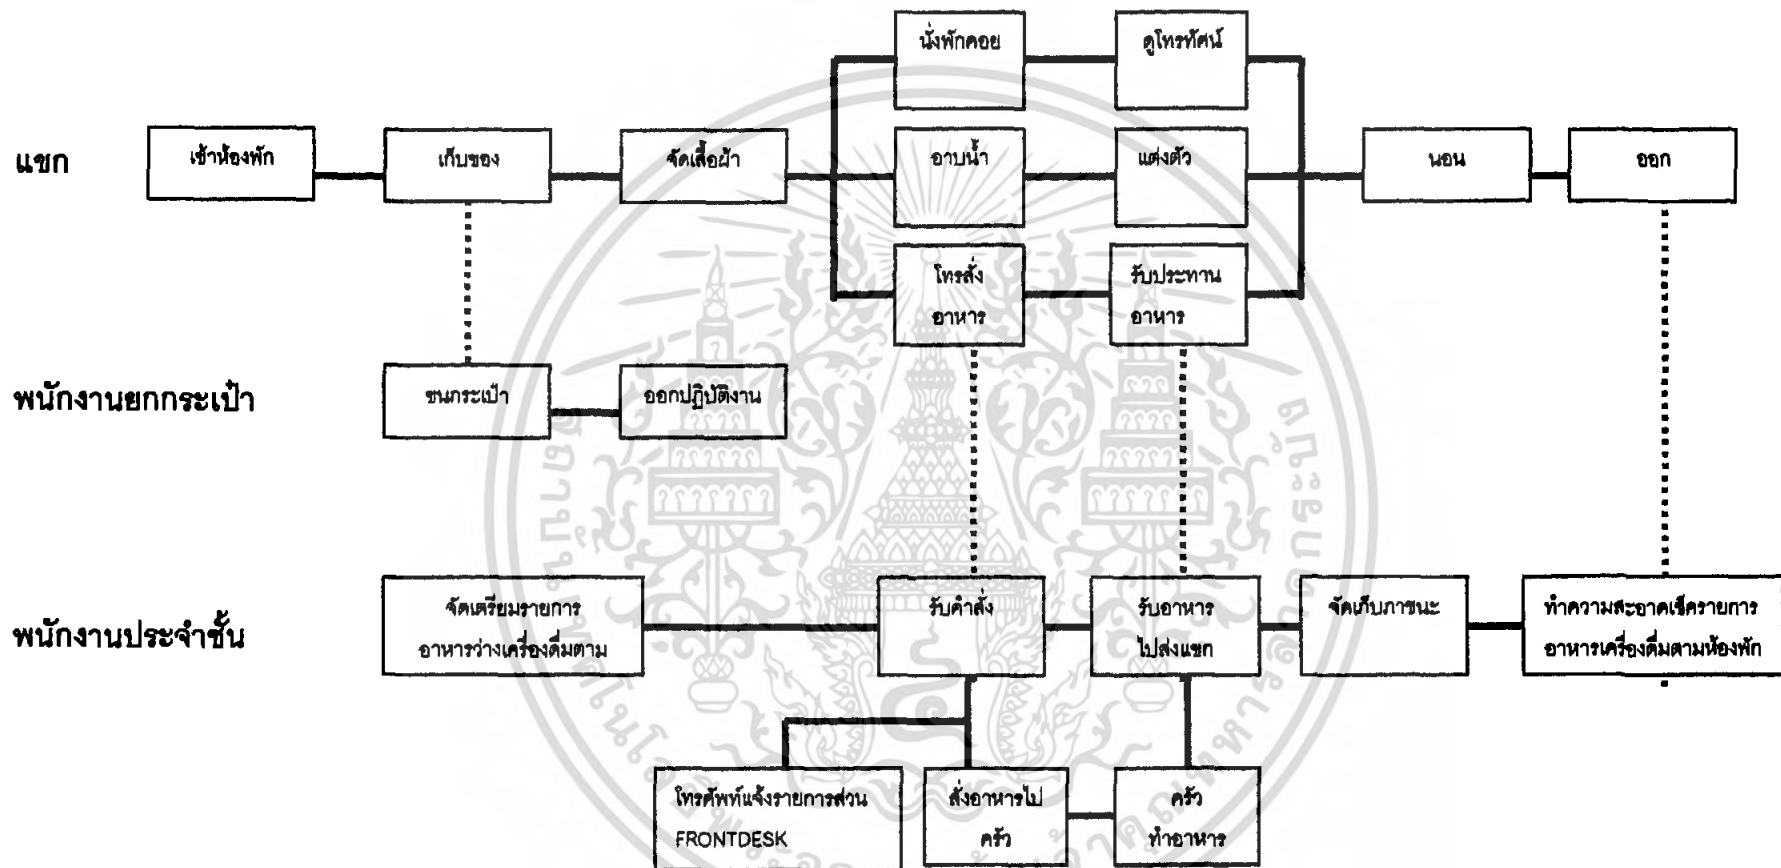 นั่งพักคอย
ดูโทรทัศน์
แขก
เข้าห้องพัก
เก็บของ
จัดเสื้อผ้า
อาบน้ำ
แต่งตัว
นอน
ออก
โทรสั่ง
อาหาร
รับประทาน
อาหาร
พนักงานยกกระเป๋า
ขนกระเป๋า
ออกปฏิบัติงาน
พนักงานประจำชั้น
จัดเตรียมรายการ
อาหารว่างเครื่องดื่มตาม
รับคำสั่ง
รับอาหาร
ไปส่งแขก
จัดเก็บภาชนะ
ทำความสะอาดเช็ครายการ
อาหารเครื่องดื่มตามห้องพัก
โทรศัพท์แจ้งรายการส่วน
FRONTDESK
สั่งอาหารไป
ครัว
ครัว
ทำอาหาร